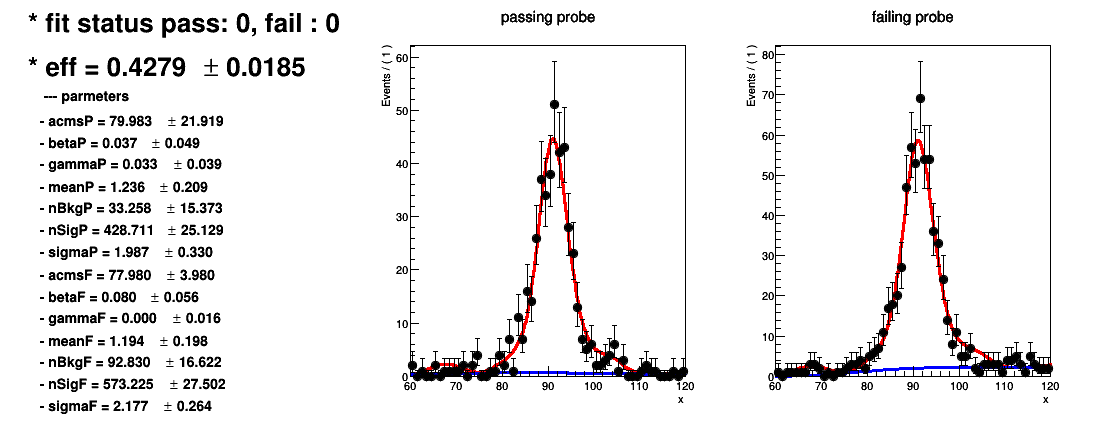 * fit status pass: 0, fail : 0
* eff = 0.4279 ± 0.0185
--- parmeters
- acmsP = 79.983 ± 21.919
- betaP = 0.037 ± 0.049
- gammaP = 0.033 ± 0.039
- meanP = 1.236 ± 0.209
- nBkgP = 33.258 ± 15.373
- nSigP = 428.711 ± 25.129
- sigmaP = 1.987 ± 0.330
- acmsF = 77.980 ± 3.980
- betaF = 0.080 ± 0.056
- gammaF = 0.000 ± 0.016
- meanF = 1.194 ± 0.198
- nBkgF = 92.830 ± 16.622
- nSigF = 573.225 ± 27.502
- sigmaF = 2.177 ± 0.264
passing probe
Events / ( 1 )
60
50
40
30
20
10
0
60 70 80 90 100 110 120
x
failing probe
Events / ( 1 )
80
70
60
50
40
30
20
10
0
60 70 80 90 100 110 120
x